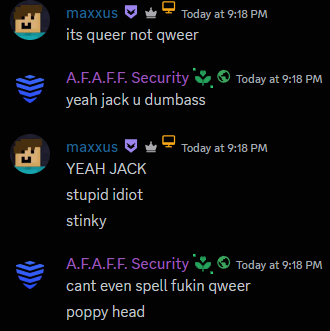 maxxus Today at 9:18 PM
its queer not qweer
A.F.A.F.F. Security Today at 9:18 PM
yeah jack u dumbass
maxxus Today at 9:18 PM
YEAH JACK
stupid idiot
stinky
A.F.A.F.F. Security Today at 9:18 PM
cant even spell fukin qweer
poppy head